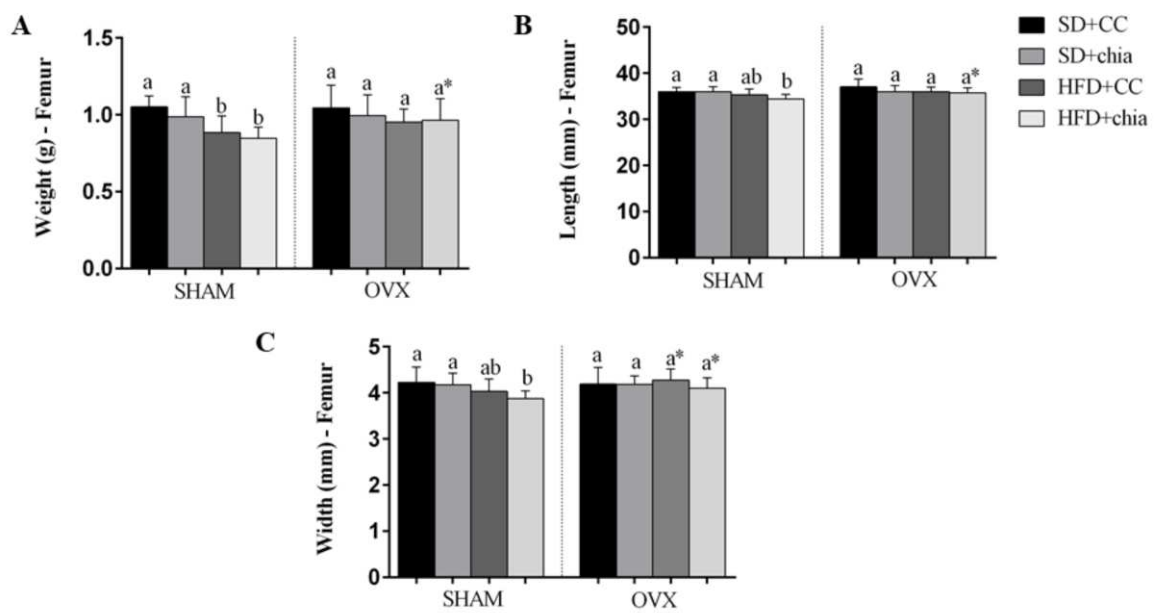 A
Weight (g) - Femur
1.5
1.0
0.5
0.0
a a b b a a a a*
SHAM OVX
B
Length (mm) - Femur
50
40
30
20
10
0
a a ab b a a a a*
SHAM OVX
SD+CC
SD+chia
HFD+CC
HFD+chia
C
Width (mm) - Femur
5
4
3
2
1
0
a a ab b a a a* a*
SHAM OVX